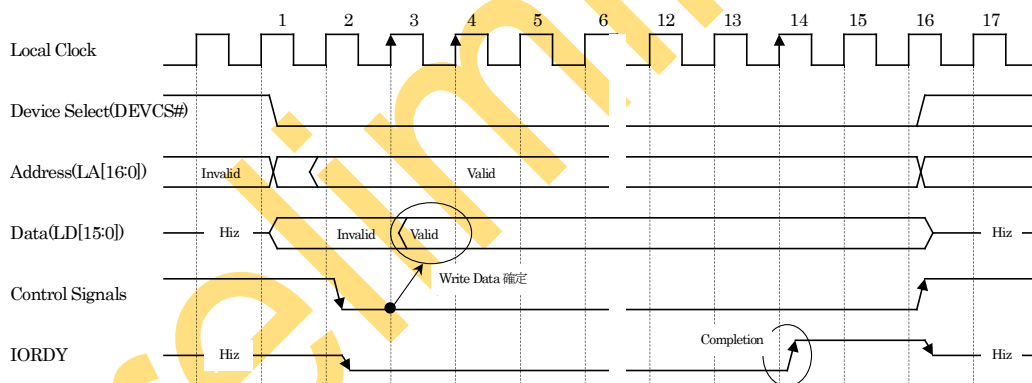 1 2 3 4 5 6 12 13 14 15 16 17
Local Clock
Device Select(DEVCS#)
Address(LA[16:0])
Invalid
Valid
Data(LD[15:0])
Hiz
Invalid
Valid
Hiz
Write Data 確定
Control Signals
Completion
IORDY
Hiz
Hiz